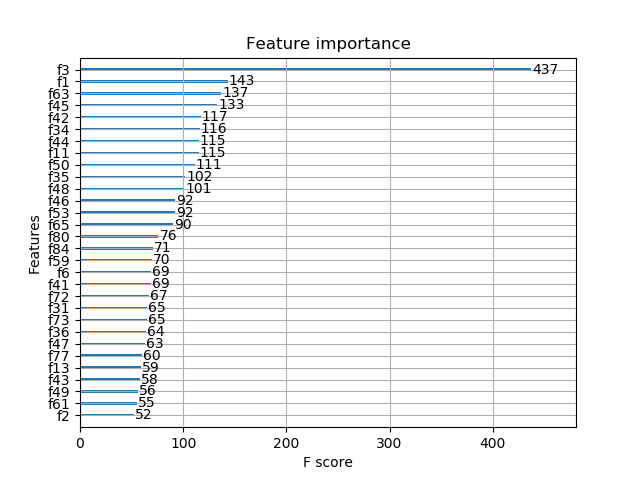 Feature importance
f3 437
f1 143
f63 137
f45 133
f42 117
f34 116
f44 115
f11 115
f50 111
f35 102
f48 101
f46 92
f53 92
f65 90
f80 76
f84 71
f59 70
f6 69
f41 69
f72 67
f31 65
f73 65
f36 64
f47 63
f77 60
f13 59
f43 58
f49 56
f61 55
f2 52
Features
0 100 200 300 400
F score